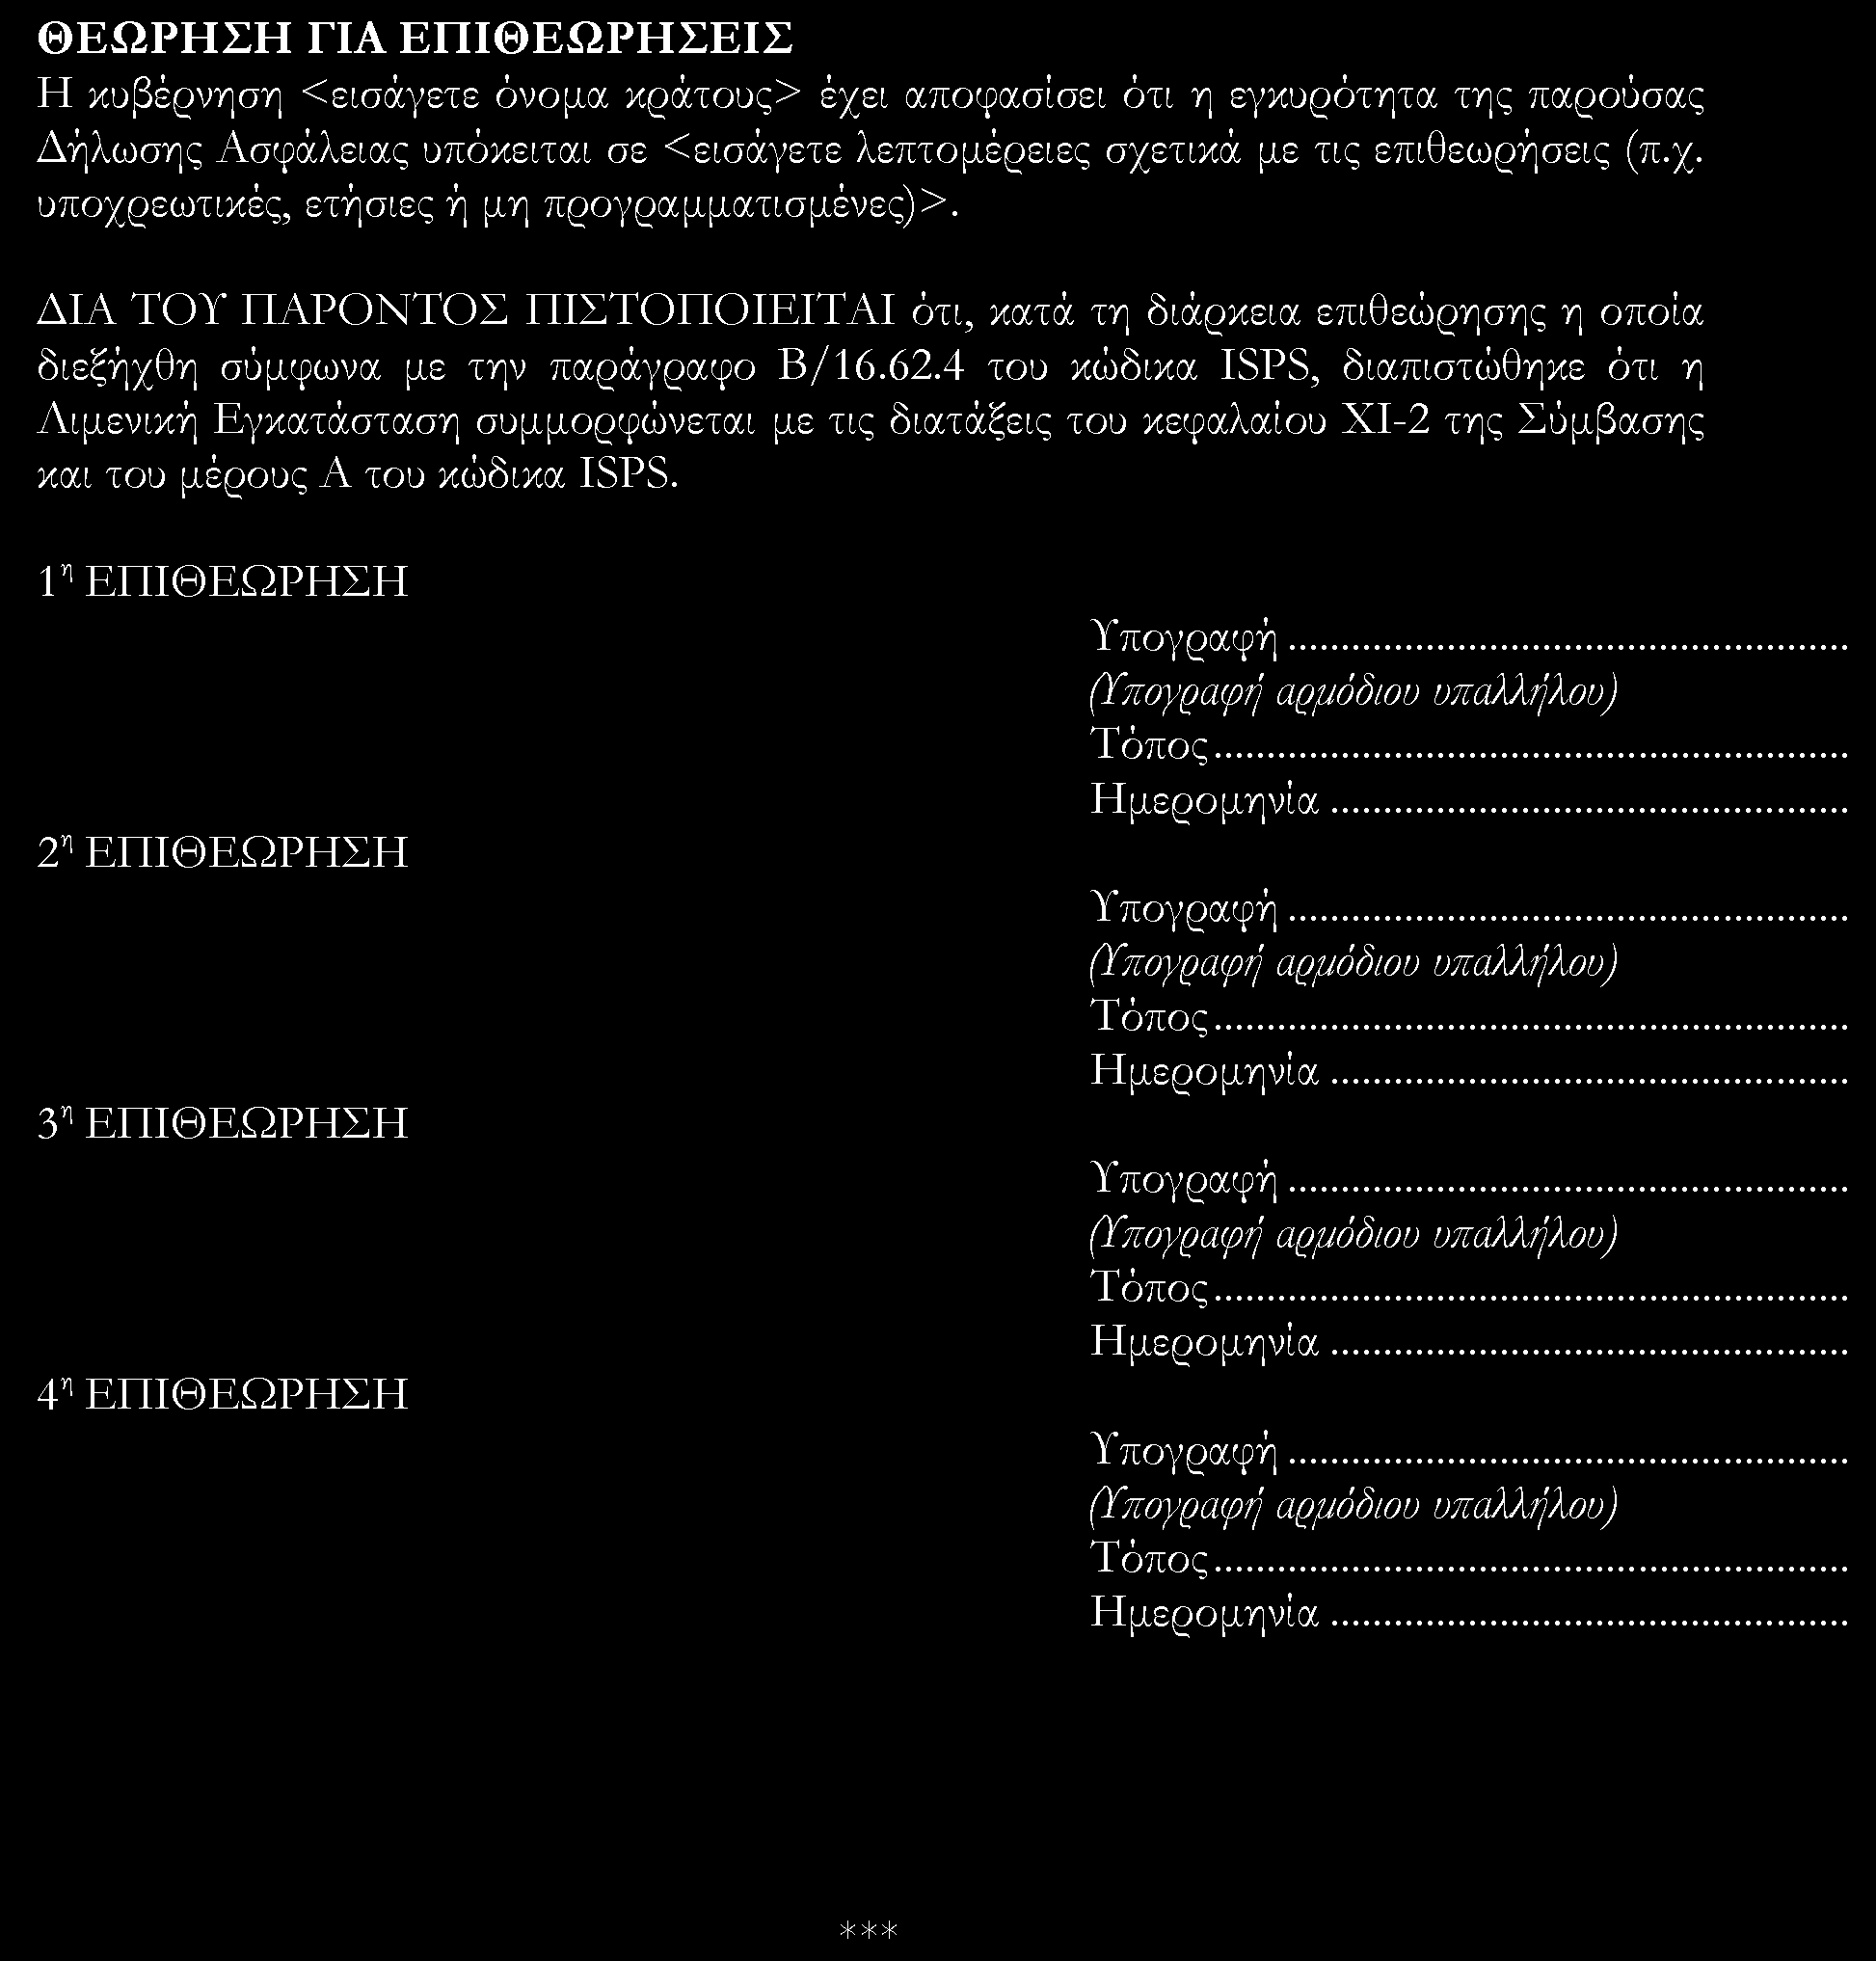 ΘΕΩΡΗΣΗ ΓΙΑ ΕΠΙΘΕΩΡΗΣΕΙΣ
Η κυβέρνηση <εισάγετε όνομα κράτους> έχει αποφασίσει ότι η εγκυρότητα της παρούσας
Δήλωσης Ασφάλειας υπόκειται σε <εισάγετε λεπτομέρειες σχετικά με τις επιθεωρήσεις (π.χ.
υποχρεωτικές, ετήσιες ή μη προγραμματισμένες)>.
ΔΙΑ ΤΟΥ ΠΑΡΟΝΤΟΣ ΠΙΣΤΟΠΟΙΕΙΤΑΙ ότι, κατά τη διάρκεια επιθεώρησης η οποία
διεξήχθη σύμφωνα με την παράγραφο Β/16.62.4 του κώδικα ISPS, διαπιστώθηκε ότι η
Λιμενική Εγκατάσταση συμμορφώνεται με τις διατάξεις του κεφαλαίου XI-2 της Σύμβασης
και του μέρους Α του κώδικα ISPS.
1η ΕΠΙΘΕΩΡΗΣΗ
Υπογραφή...........................................
(Υπογραφή αρμόδιου υπαλλήλου)
Τόπος................................................
Ημερομηνία.......................................
2η ΕΠΙΘΕΩΡΗΣΗ
Υπογραφή...........................................
(Υπογραφή αρμόδιου υπαλλήλου)
Τόπος................................................
Ημερομηνία.......................................
3η ΕΠΙΘΕΩΡΗΣΗ
Υπογραφή...........................................
(Υπογραφή αρμόδιου υπαλλήλου)
Τόπος................................................
Ημερομηνία.......................................
4η ΕΠΙΘΕΩΡΗΣΗ
Υπογραφή...........................................
(Υπογραφή αρμόδιου υπαλλήλου)
Τόπος................................................
Ημερομηνία.......................................
***